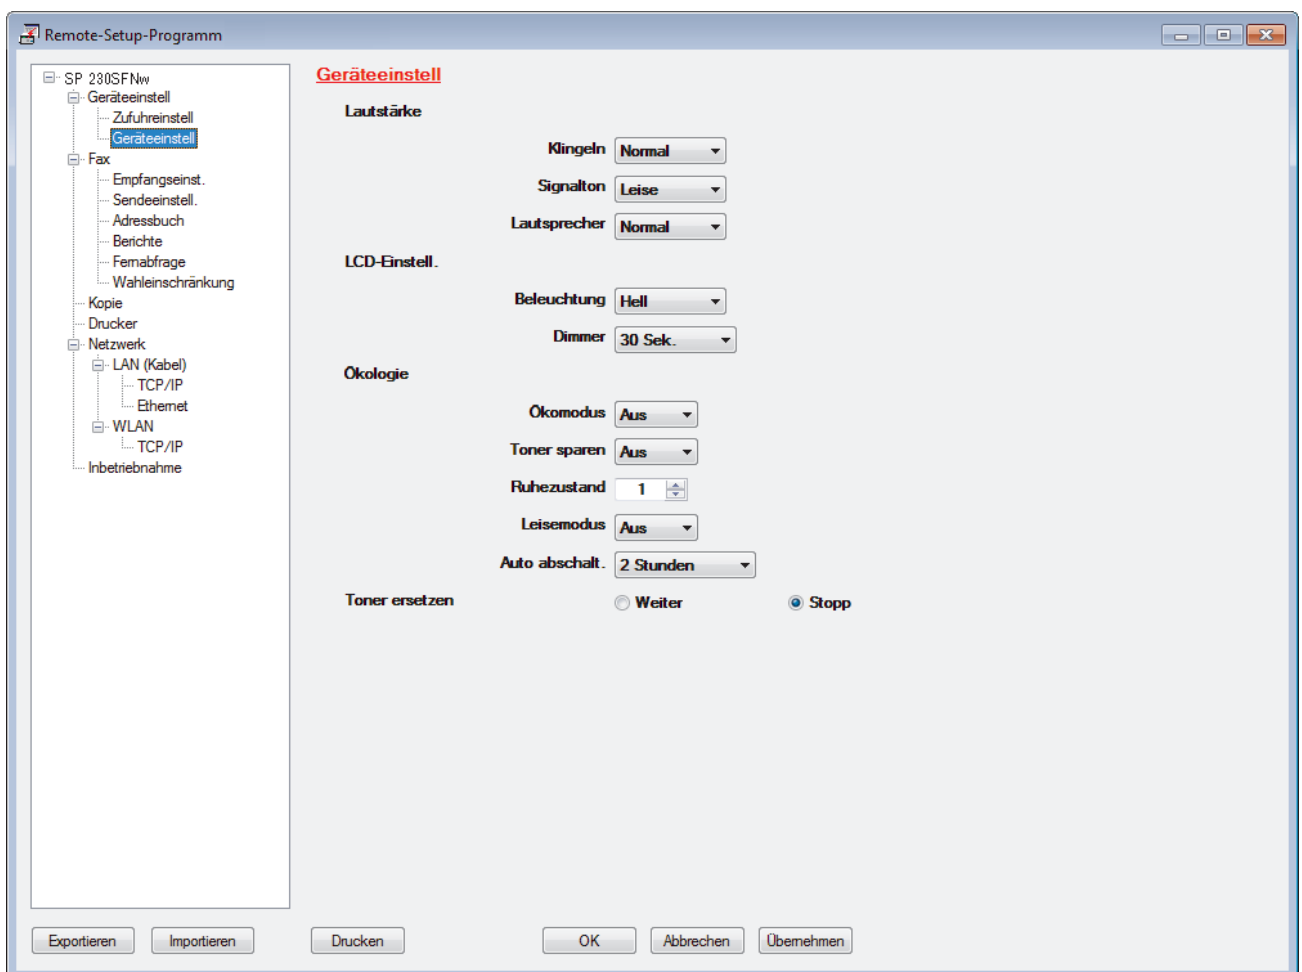 Remote-Setup-Programm
SP 230SFNw
Geräteeinstell
Zufuhreinstell
Geräteeinstell
Fax
Empfangseinst.
Sendeeinstell.
Adressbuch
Berichte
Fernabfrage
Wahleinschränkung
Kopie
Drucker
Netzwerk
LAN (Kabel)
TCP/IP
Ethernet
WLAN
TCP/IP
Inbetriebnahme
Geräteeinstell
Lautstärke
Klingeln Normal
Signalton Leise
Lautsprecher Normal
LCD-Einstell.
Beleuchtung Hell
Dimmer 30 Sek.
Ökologie
Ökomodus Aus
Toner sparen Aus
Ruhezustand 1
Leisemodus Aus
Auto abschalt. 2 Stunden
Toner ersetzen Weiter Stopp
Exportieren Importieren Drucken OK Abbrechen Übernehmen